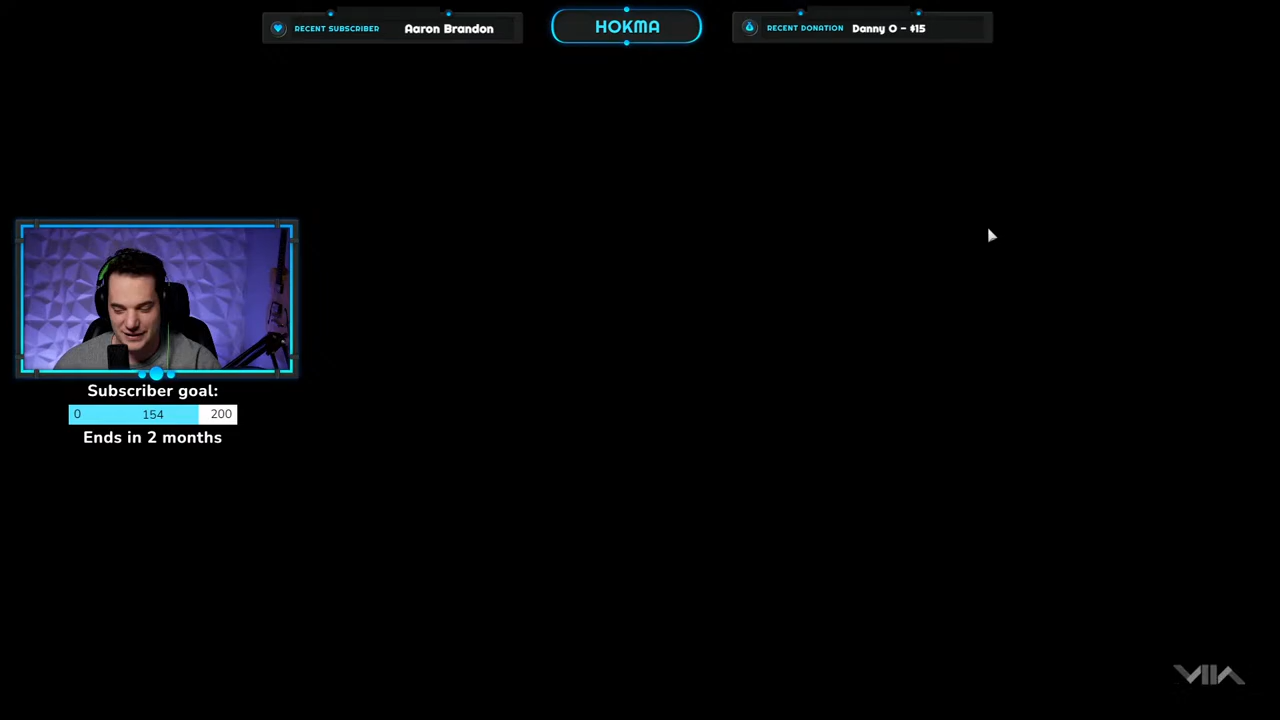 RECENT SUBSCRIBER Aaron Brandon
HOKMA
RECENT DONATION Danny O - $15
Subscriber goal:
0 154 200
Ends in 2 months